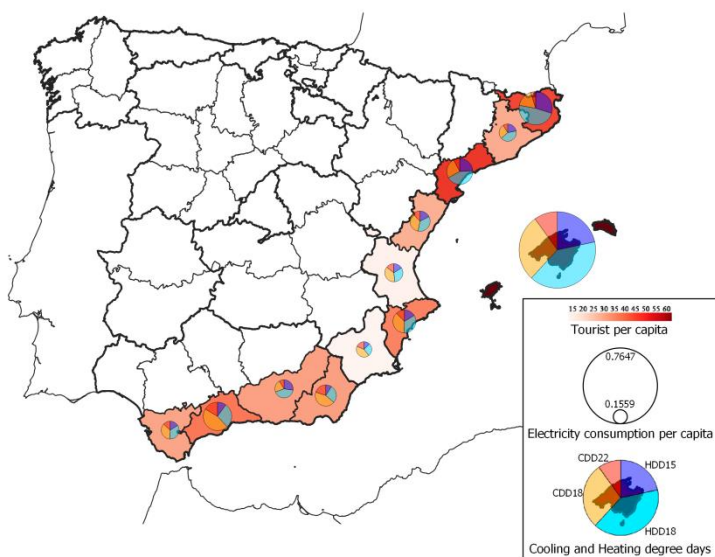 15 20 25 30 35 40 45 50 55 60
Tourist per capita
0.7647
0.1559
Electricity consumption per capita
CDD22
HDD15
CDD18
HDD18
Cooling and Heating degree days